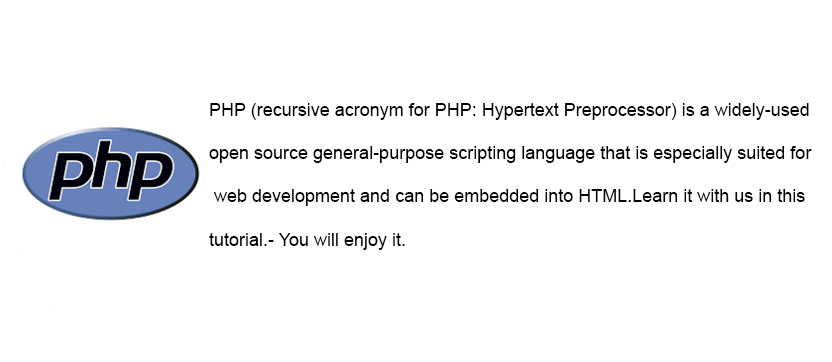 php
PHP (recursive acronym for PHP: Hypertext Preprocessor) is a widely-used
open source general-purpose scripting language that is especially suited for
web development and can be embedded into HTML.Learn it with us in this
tutorial.- You will enjoy it.